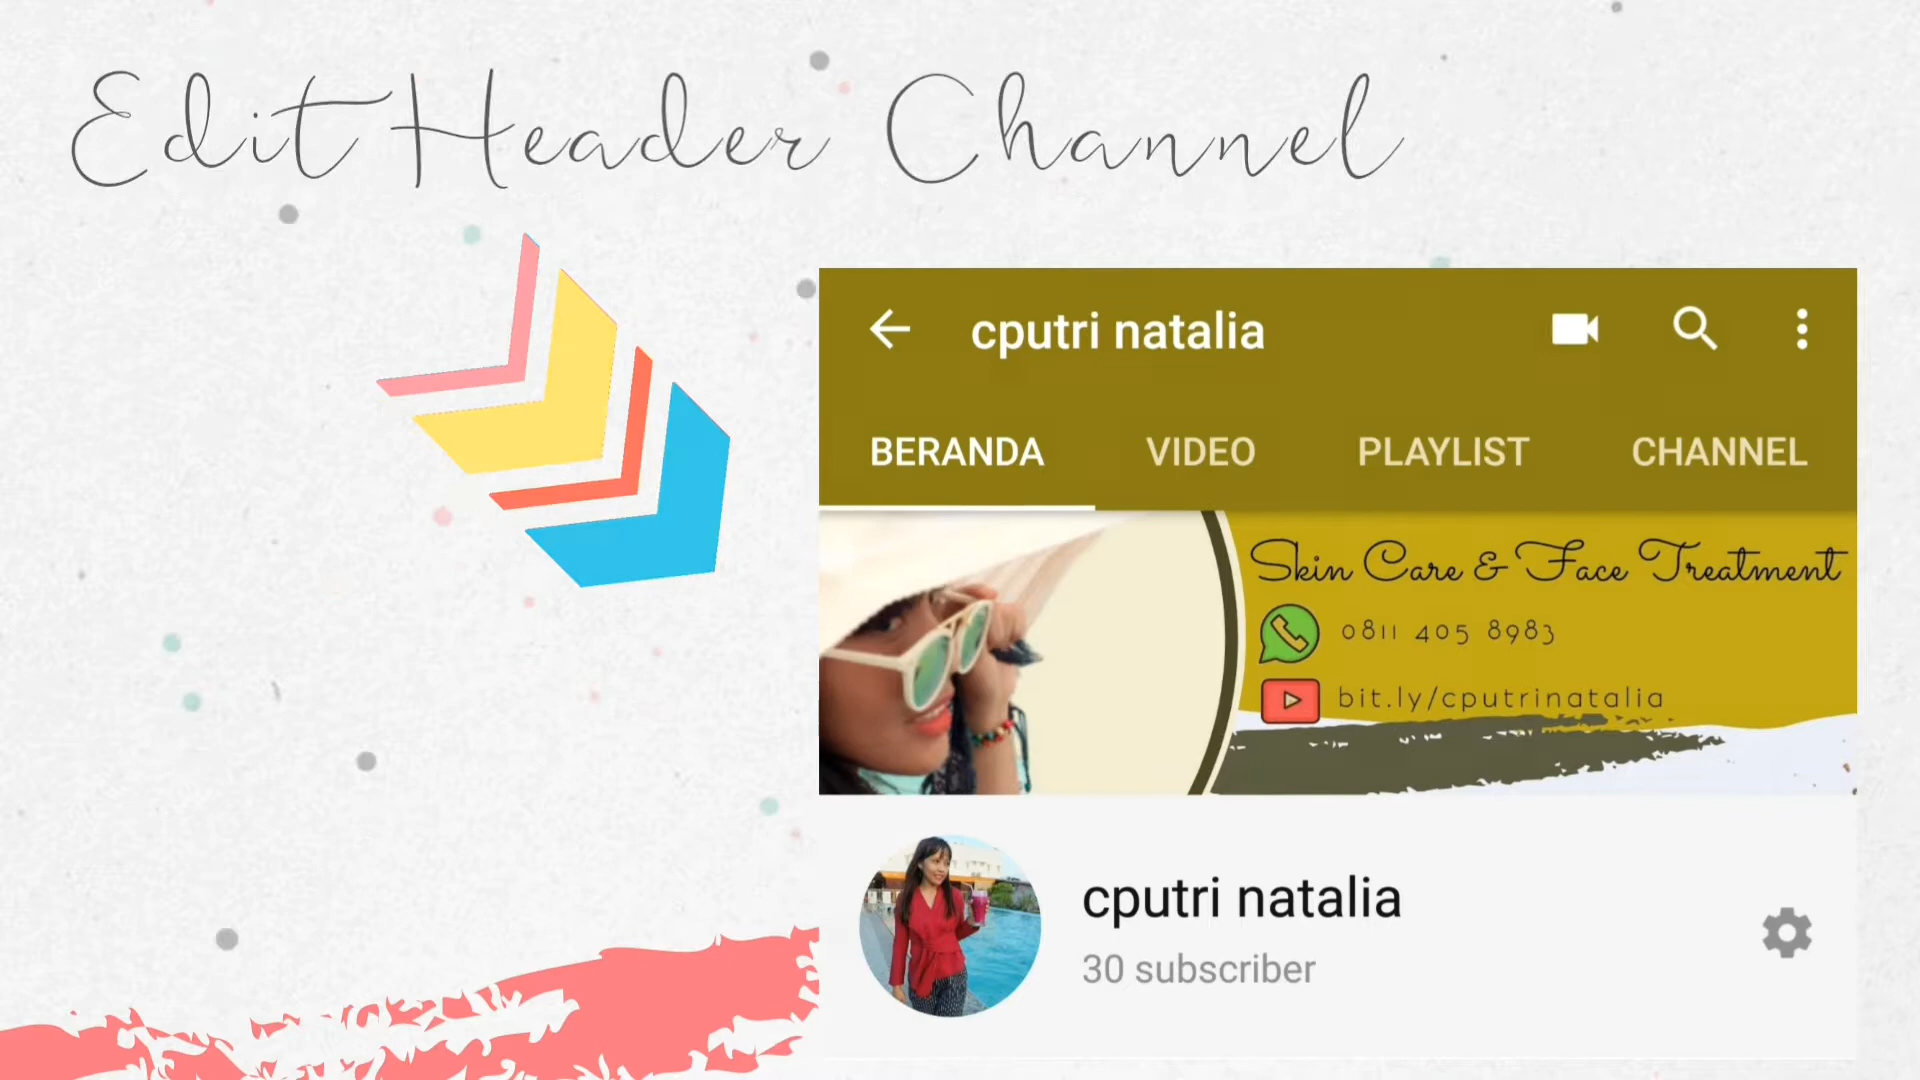 Edit Header Channel
cputri natalia
BERANDA VIDEO PLAYLIST CHANNEL
Skin Care & Face Treatment
0811 405 8983
bit.ly/cputrinatalia
cputri natalia
30 subscriber